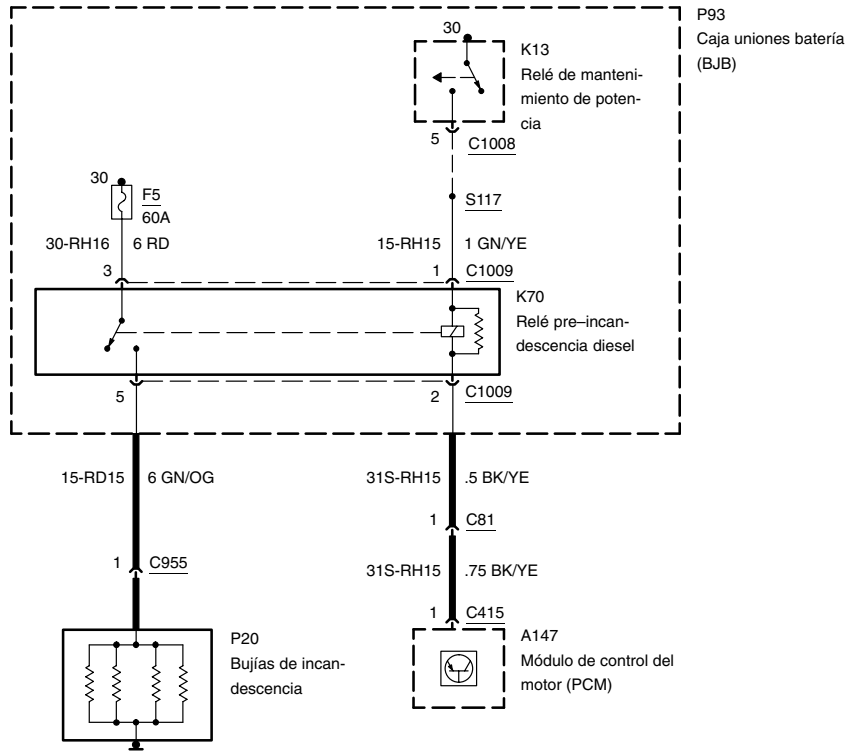 P93
Caja uniones batería
(BJB)
30
K13
Relé de manteni-
miento de poten-
cia
5 C1008
30
F5
60A
S117
30-RH16 6 RD
15-RH15 1 GN/YE
3
1 C1009
K70
Relé pre–incan-
descencia diesel
5
2 C1009
15-RD15 6 GN/OG
31S-RH15 .5 BK/YE
1 C81
1 C955
31S-RH15 .75 BK/YE
1 C415
P20
Bujías de incan-
descencia
A147
Módulo de control del
motor (PCM)